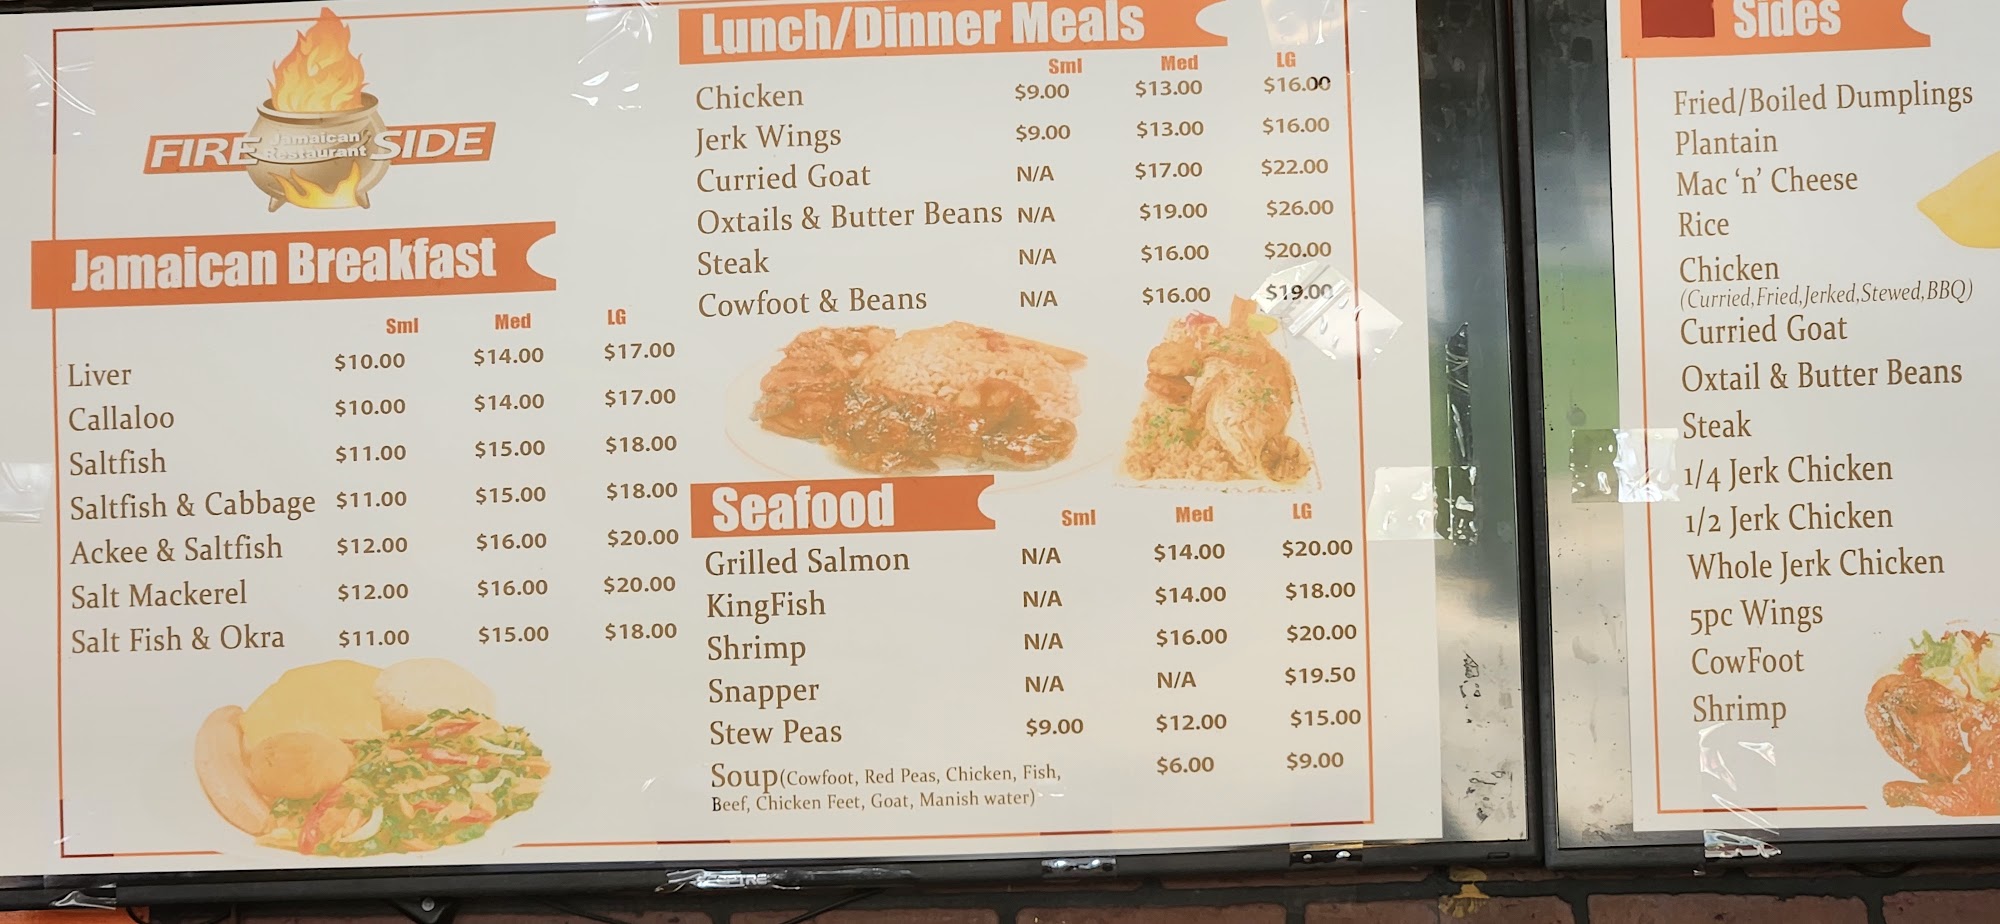 FIRE SIDE
Jamaican
Restaurant
Jamaican Breakfast
Sml Med LG
Liver $10.00 $14.00 $17.00
Callaloo $10.00 $14.00 $17.00
Saltfish $11.00 $15.00 $18.00
Saltfish & Cabbage $11.00 $15.00 $18.00
Ackee & Saltfish $12.00 $16.00 $20.00
Salt Mackerel $12.00 $16.00 $20.00
Salt Fish & Okra $11.00 $15.00 $18.00
Lunch/Dinner Meals
Sml Med LG
Chicken $9.00 $13.00 $16.00
Jerk Wings $9.00 $13.00 $16.00
Curried Goat N/A $17.00 $22.00
Oxtails & Butter Beans N/A $19.00 $26.00
Steak N/A $16.00 $20.00
Cowfoot & Beans N/A $16.00 $19.00
Seafood
Sml Med LG
Grilled Salmon N/A $14.00 $20.00
KingFish N/A $14.00 $18.00
Shrimp N/A $16.00 $20.00
Snapper N/A N/A $19.50
Stew Peas $9.00 $12.00 $15.00
Soup(Cowfoot, Red Peas, Chicken, Fish, $6.00 $9.00
Beef, Chicken Feet, Goat, Manish water)
Sides
Fried/Boiled Dumplings
Plantain
Mac 'n' Cheese
Rice
Chicken
(Curried,Fried,Jerked,Stewed,BBQ)
Curried Goat
Oxtail & Butter Beans
Steak
1/4 Jerk Chicken
1/2 Jerk Chicken
Whole Jerk Chicken
5pc Wings
CowFoot
Shrimp